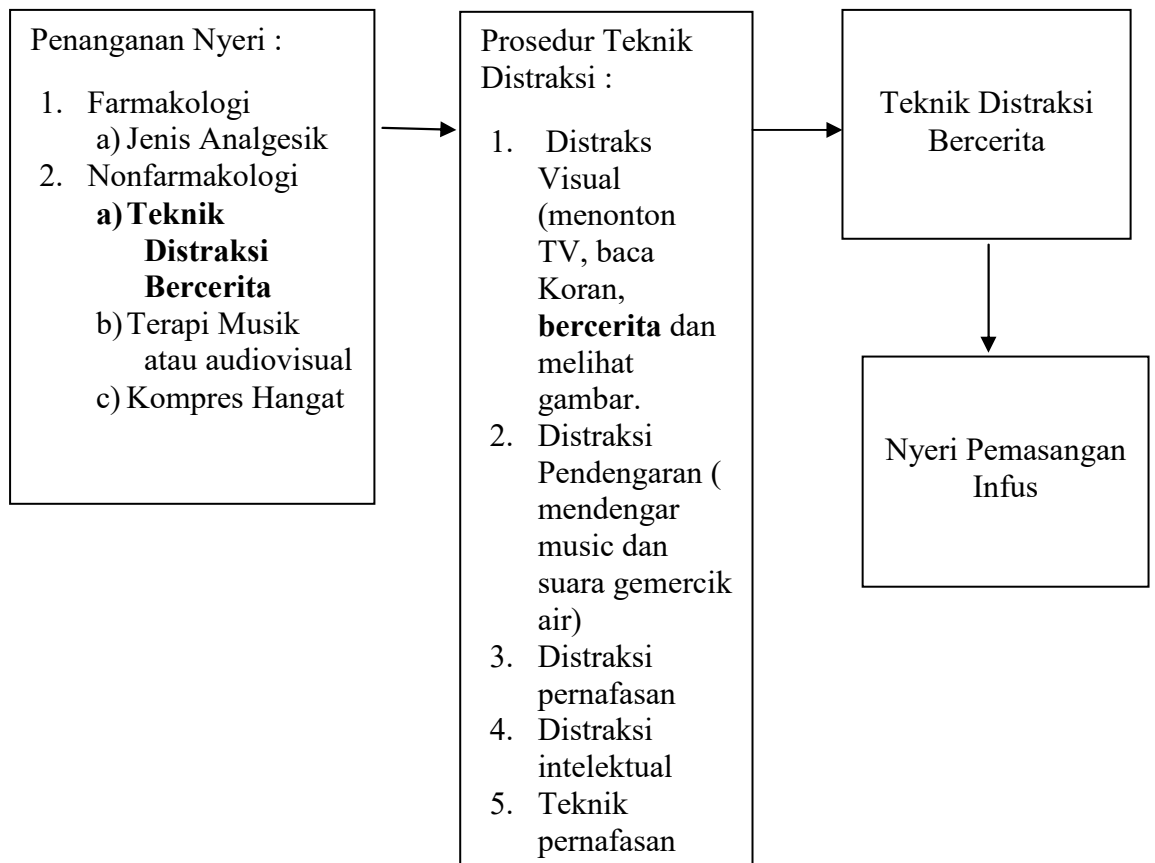 Penanganan Nyeri :
1. Farmakologi
a) Jenis Analgesik
2. Nonfarmakologi
a) Teknik
Distraksi
Bercerita
b) Terapi Musik
atau audiovisual
c) Kompres Hangat
Prosedur Teknik
Distraksi :
1. Distraks
Visual
(menonton
TV, baca
Koran,
bercerita dan
melihat
gambar.
2. Distraksi
Pendengaran (
mendengar
music dan
suara gemercik
air)
3. Distraksi
pernafasan
4. Distraksi
intelektual
5. Teknik
pernafasan
Teknik Distraksi
Bercerita
Nyeri Pemasangan
Infus